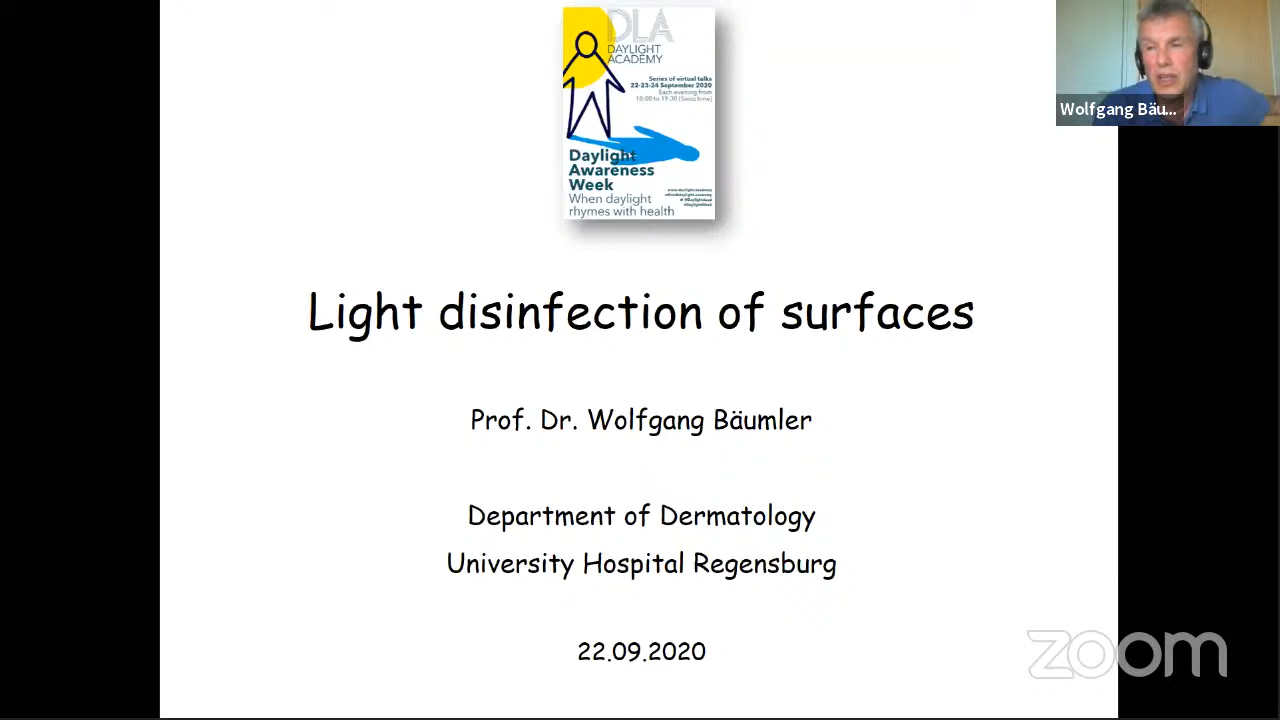 DLA
DAYLIGHT
ACADEMY
Series of virtual talks
22-23-24 September 2020
Each evening from
18:00 to 19:30 (Swiss time)
Daylight
Awareness
Week
When daylight
rhymes with health
Wolfgang Bäu...
Light disinfection of surfaces
Prof. Dr. Wolfgang Bäumler
Department of Dermatology
University Hospital Regensburg
22.09.2020
zoom